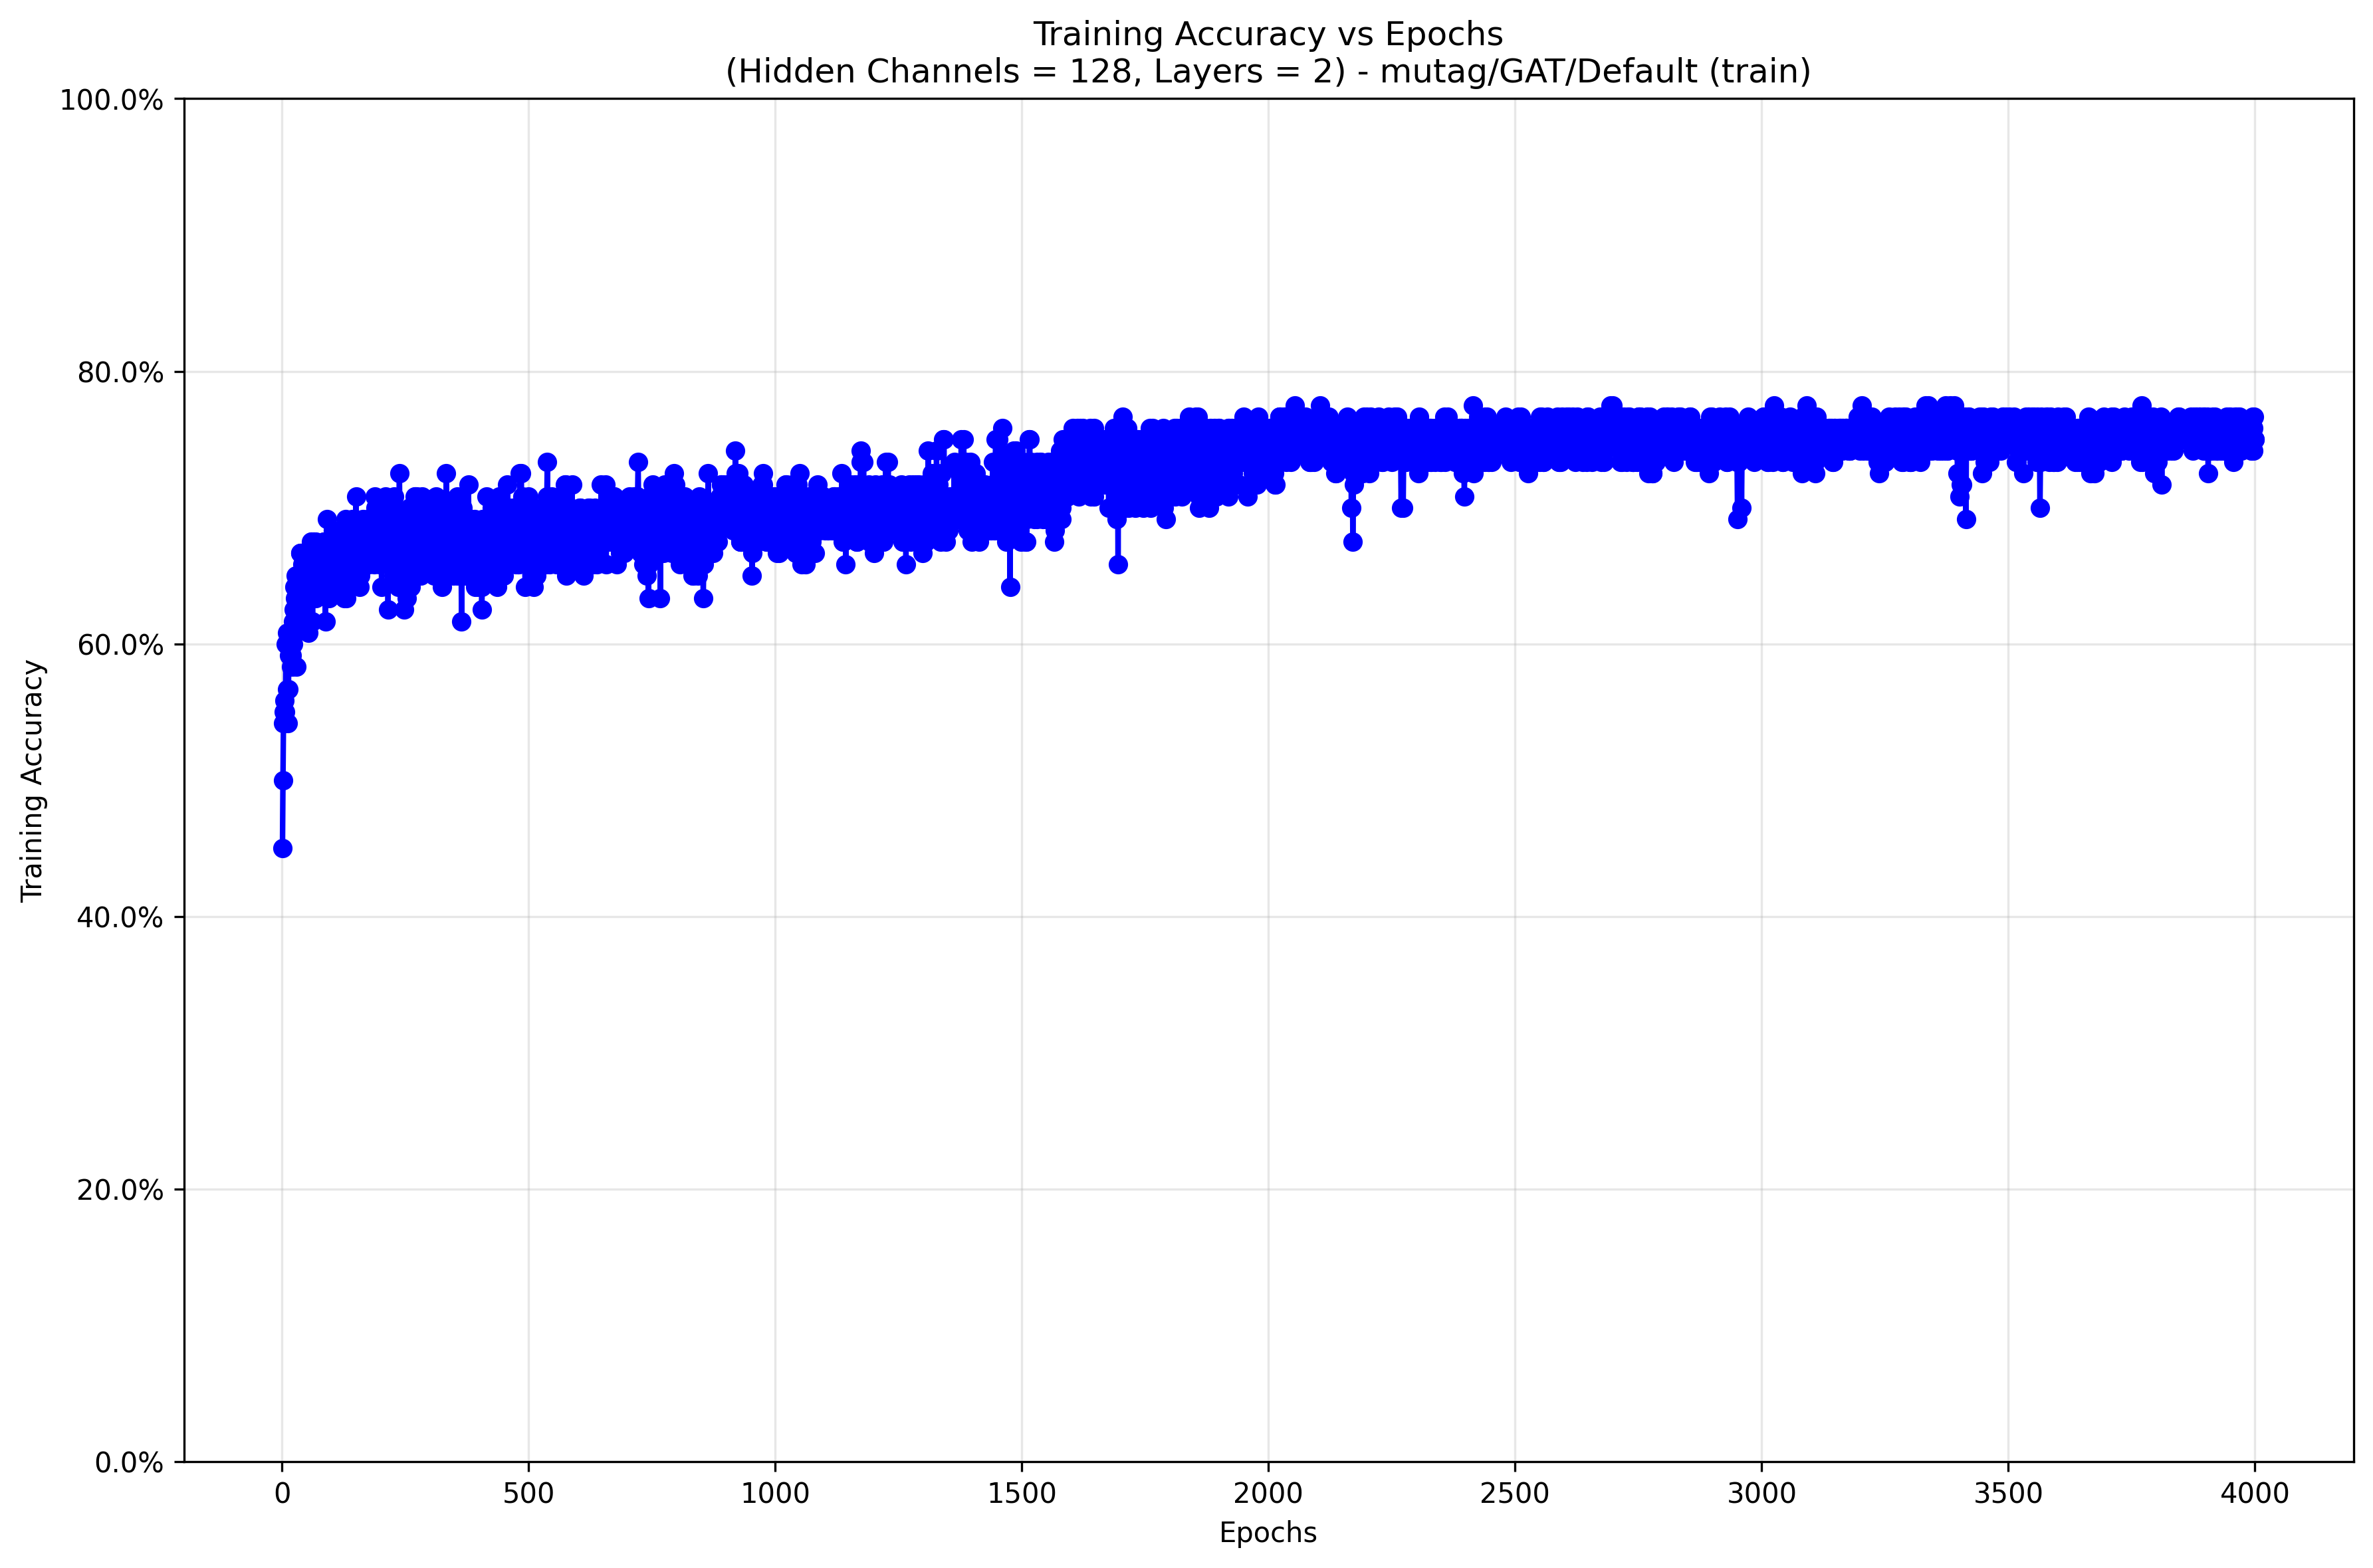 Training Accuracy vs Epochs
(Hidden Channels = 128, Layers = 2) - mutag/GAT/Default (train)
100.0%
80.0%
60.0%
40.0%
20.0%
0.0%
Training Accuracy
0 500 1000 1500 2000 2500 3000 3500 4000
Epochs